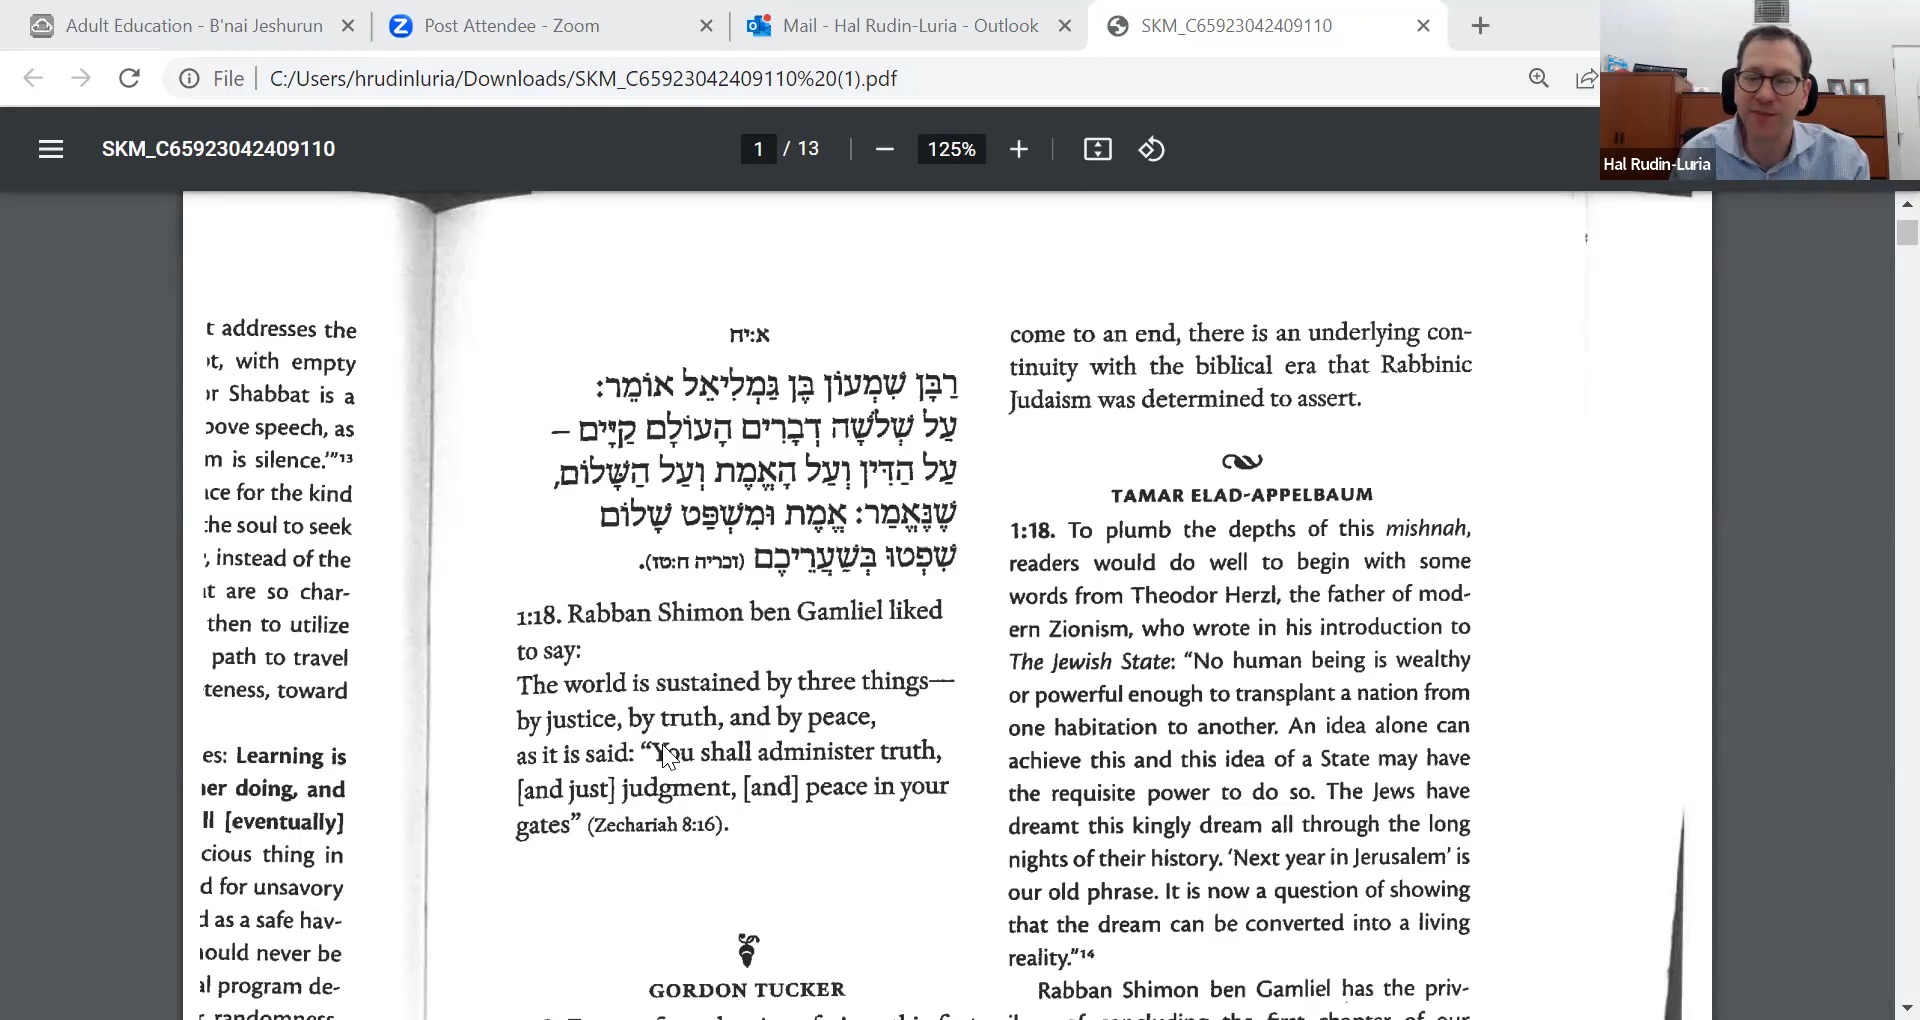 Adult Education - B'nai Jeshurun
Post Attendee - Zoom
Mail - Hal Rudin-Luria - Outlook
SKM_C65923042409110
File
C:/Users/hrudinluria/Downloads/SKM_C65923042409110%20(1).pdf
SKM_C65923042409110
1 / 13
125%
Hal Rudin-Luria
t addresses the
t, with empty
r Shabbat is a
ove speech, as
m is silence.'"13
ace for the kind
the soul to seek
, instead of the
t are so char-
then to utilize
path to travel
teness, toward
es: Learning is
er doing, and
ll [eventually]
cious thing in
d for unsavory
d as a safe hav-
ould never be
al program de-
randomness
א:יח
רַבָּן שִׁמְעוֹן בֶּן גַּמְלִיאֵל אוֹמֵר:
עַל שְׁלֹשָׁה דְבָרִים הָעוֹלָם קַיָּים –
עַל הַדִּין וְעַל הָאֱמֶת וְעַל הַשָּׁלוֹם,
שֶׁנֶּאֱמַר: אֱמֶת וּמִשְׁפַּט שָׁלוֹם
שִׁפְטוּ בְּשַׁעֲרֵיכֶם (זכריה ח:טז).
1:18. Rabban Shimon ben Gamliel liked
to say:
The world is sustained by three things—
by justice, by truth, and by peace,
as it is said: “You shall administer truth,
[and just] judgment, [and] peace in your
gates” (Zechariah 8:16).
GORDON TUCKER
come to an end, there is an underlying con-
tinuity with the biblical era that Rabbinic
Judaism was determined to assert.
TAMAR ELAD-APPELBAUM
1:18. To plumb the depths of this mishnah,
readers would do well to begin with some
words from Theodor Herzl, the father of mod-
ern Zionism, who wrote in his introduction to
The Jewish State: “No human being is wealthy
or powerful enough to transplant a nation from
one habitation to another. An idea alone can
achieve this and this idea of a State may have
the requisite power to do so. The Jews have
dreamt this kingly dream all through the long
nights of their history. ‘Next year in Jerusalem’ is
our old phrase. It is now a question of showing
that the dream can be converted into a living
reality.”14
Rabban Shimon ben Gamliel has the priv-